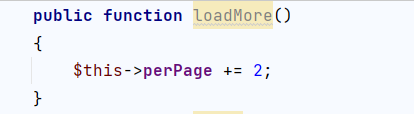 public function loadMore()
{
    $this->perPage += 2;
}